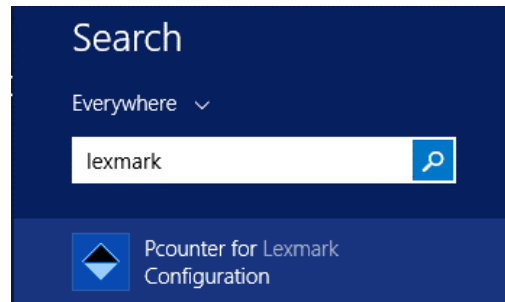 Search
Everywhere
lexmark
Pcounter for Lexmark
Configuration